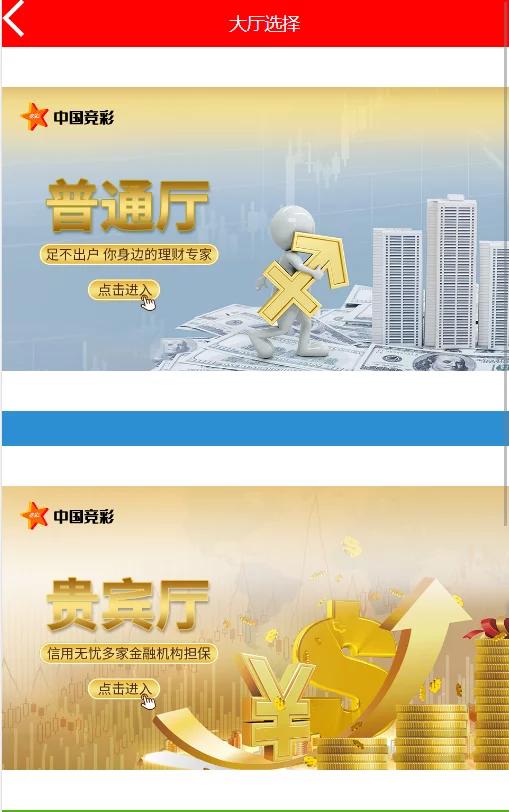 大厅选择
中国竞彩
普通厅
足不出户 你身边的理财专家
点击进入
中国竞彩
贵宾厅
信用无忧多家金融机构担保
点击进入